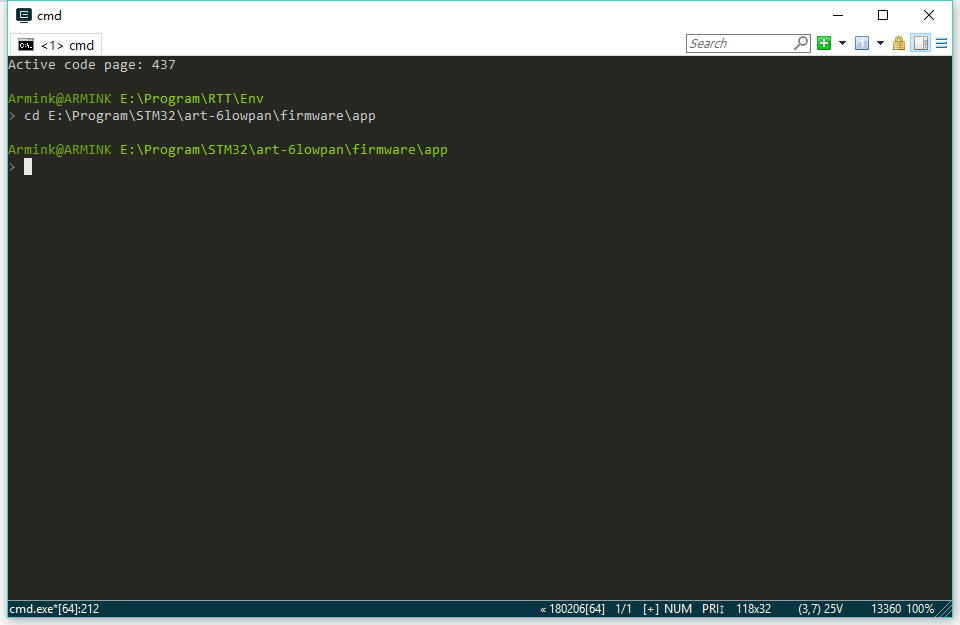 cmd
<1> cmd
Search
Active code page: 437
Armink@ARMINK E:\Program\RTT\Env
> cd E:\Program\STM32\art-6lowpan\firmware\app
Armink@ARMINK E:\Program\STM32\art-6lowpan\firmware\app
>
cmd.exe*[64]:212 « 180206[64] 1/1 [+] NUM PRI↕ 118x32 (3,7) 25V 13360 100%